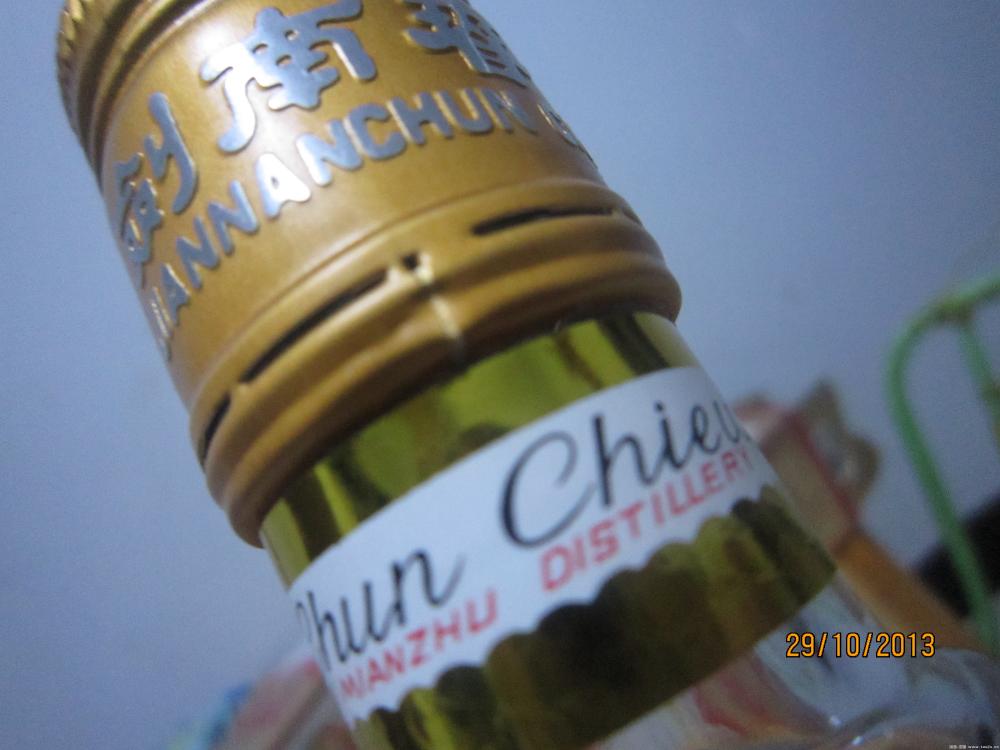 剑南春
JIANNANCHUN
Chun Chiew
MIANZHU DISTILLERY
29/10/2013